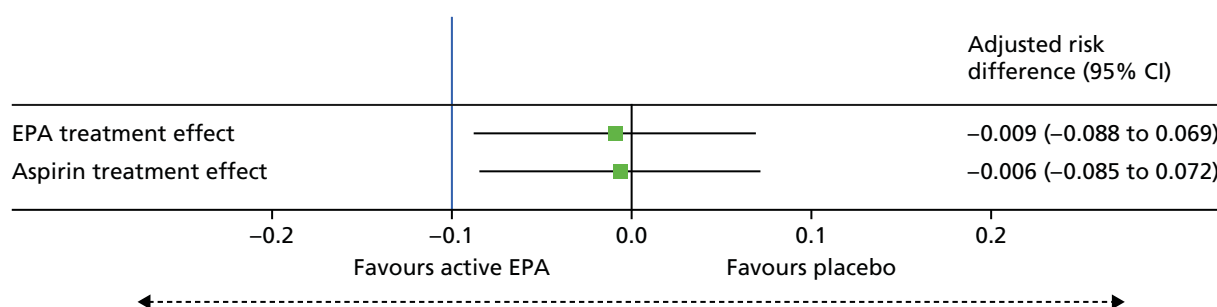 Adjusted risk
difference (95% CI)
EPA treatment effect –0.009 (–0.088 to 0.069)
Aspirin treatment effect –0.006 (–0.085 to 0.072)
–0.2 –0.1 0.0 0.1 0.2
Favours active EPA Favours placebo